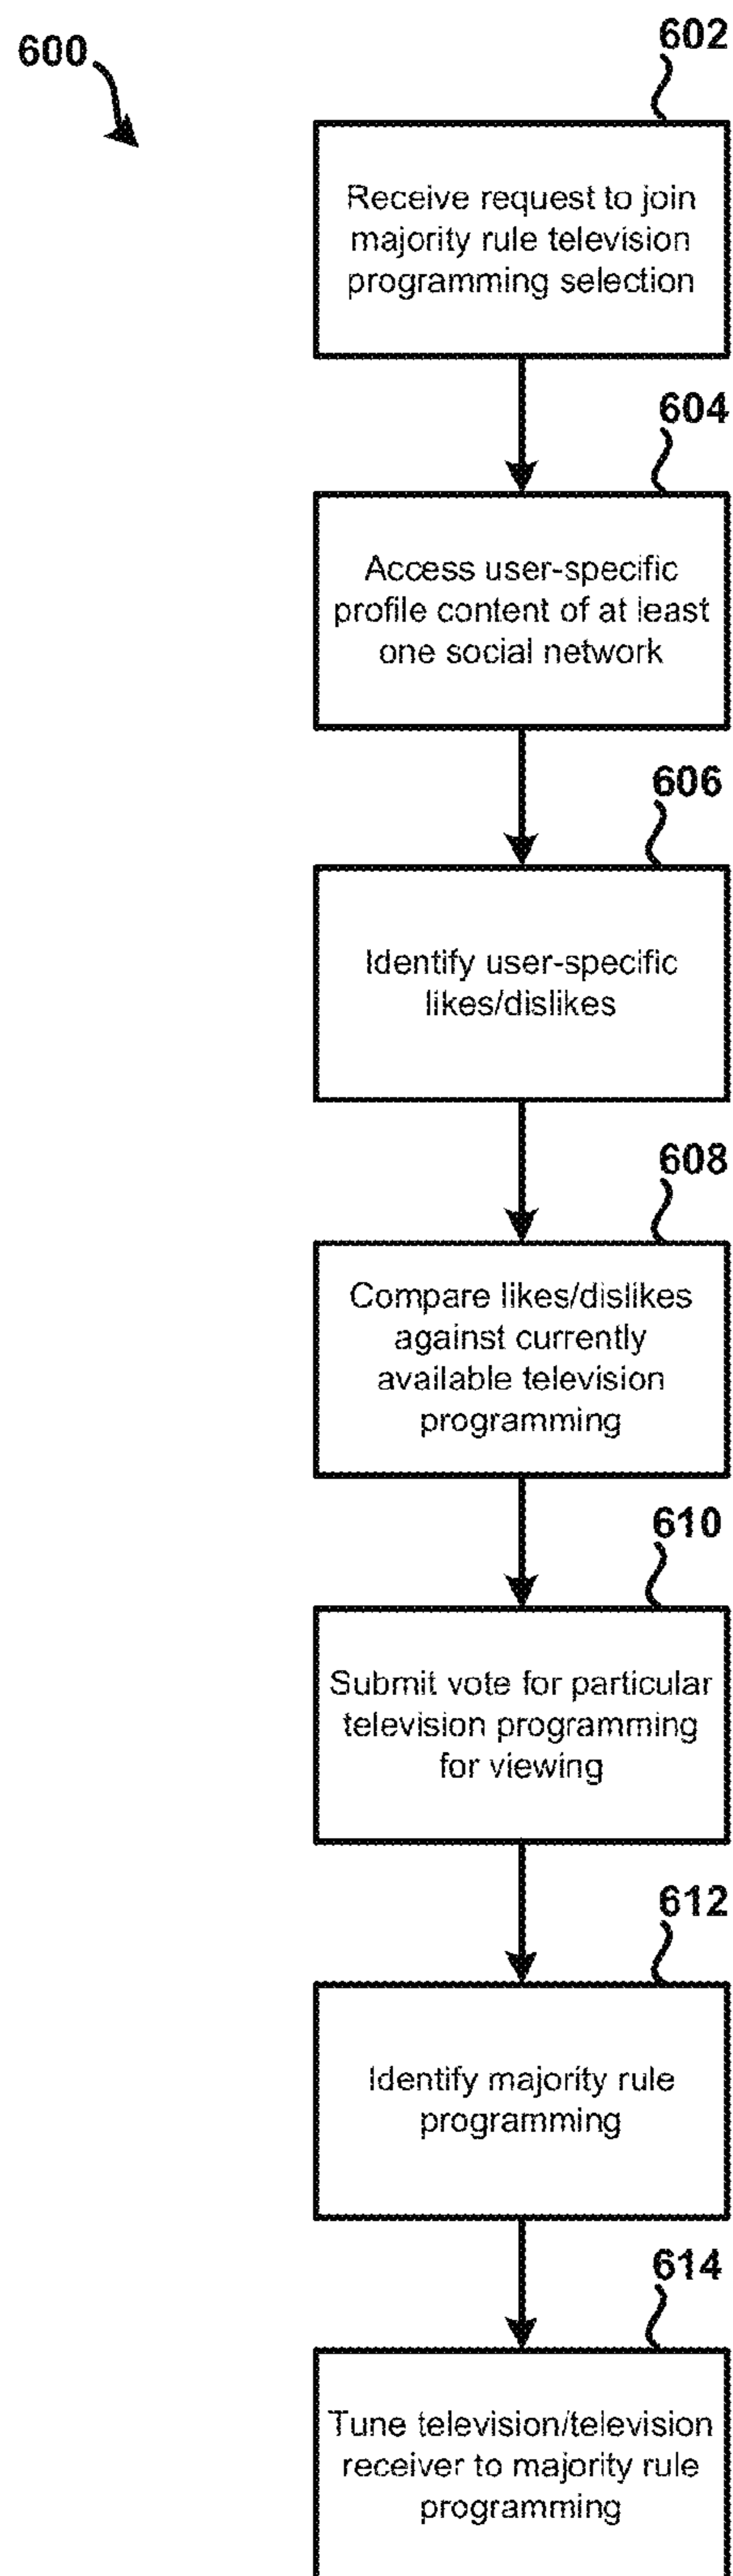 600
602
Receive request to join
majority rule television
programming selection
604
Access user-specific
profile content of at least
one social network
606
Identify user-specific
likes/dislikes
608
Compare likes/dislikes
against currently
available television
programming
610
Submit vote for particular
television programming
for viewing
612
Identify majority rule
programming
614
Tune television/television
receiver to majority rule
programming